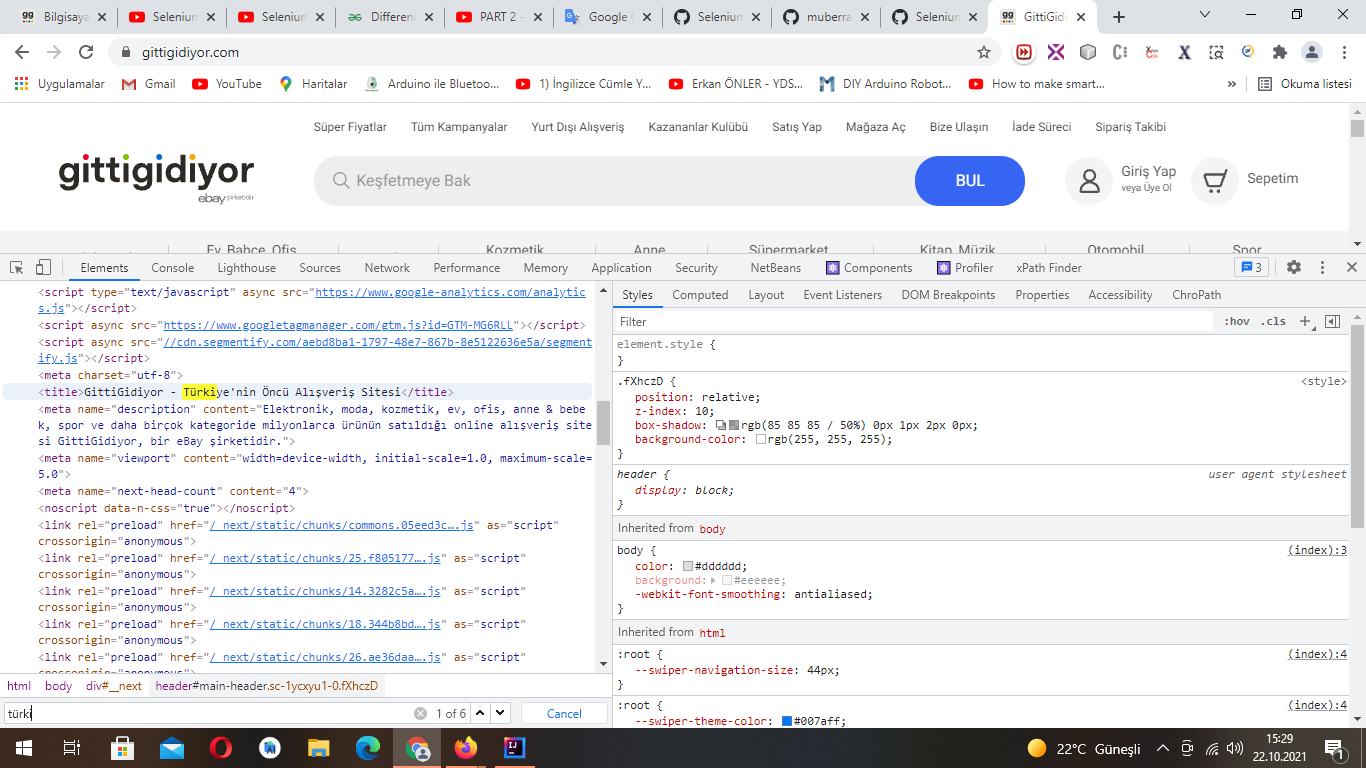 Bilgisaya
Selenium
Selenium
Differenc
PART 2 -
Google
Selenium
muberra
Selenium
GittiGidi
gittigidiyor.com
Uygulamalar
Gmail
YouTube
Haritalar
Arduino ile Bluetoo...
1) İngilizce Cümle Y...
Erkan ÖNLER - YDS...
DIY Arduino Robot...
How to make smart...
»
Okuma listesi
Süper Fiyatlar
Tüm Kampanyalar
Yurt Dışı Alışveriş
Kazananlar Kulübü
Satış Yap
Mağaza Aç
Bize Ulaşın
İade Süreci
Sipariş Takibi
gittigidiyor
ebay şirketidir
Keşfetmeye Bak
BUL
Giriş Yap
veya Üye Ol
Sepetim
Ev, Bahçe, Ofis
Kozmetik
Anne
Süpermarket
Kitap, Müzik
Otomobil
Spor
Elements
Console
Lighthouse
Sources
Network
Performance
Memory
Application
Security
NetBeans
Components
Profiler
xPath Finder
3
<script type="text/javascript" async src="https://www.google-analytics.com/analytic
s.js"></script>
<script async src="https://www.googletagmanager.com/gtm.js?id=GTM-MG6RLL"></script>
<script async src="//cdn.segmentify.com/aebd8ba1-1797-48e7-867b-8e5122636e5a/segment
ify.js"></script>
<meta charset="utf-8">
<title>GittiGidiyor - Türkiye'nin Öncü Alışveriş Sitesi</title>
<meta name="description" content="Elektronik, moda, kozmetik, ev, ofis, anne & bebe
k, spor ve daha birçok kategoride milyonlarca ürünün satıldığı online alışveriş site
si GittiGidiyor, bir eBay şirketidir.">
<meta name="viewport" content="width=device-width, initial-scale=1.0, maximum-scale=
5.0">
<meta name="next-head-count" content="4">
<noscript data-n-css="true"></noscript>
<link rel="preload" href="/_next/static/chunks/commons.05eed3c….js" as="script"
crossorigin="anonymous">
<link rel="preload" href="/_next/static/chunks/25.f805177….js" as="script"
crossorigin="anonymous">
<link rel="preload" href="/_next/static/chunks/14.3282c5a….js" as="script"
crossorigin="anonymous">
<link rel="preload" href="/_next/static/chunks/18.344b8bd….js" as="script"
crossorigin="anonymous">
<link rel="preload" href="/_next/static/chunks/26.ae36daa….js" as="script"
crossorigin="anonymous">
html
body
div#__next
header#main-header.sc-1ycxyu1-0.fXhczD
türki
1 of 6
Cancel
Styles
Computed
Layout
Event Listeners
DOM Breakpoints
Properties
Accessibility
ChroPath
Filter
:hov
.cls
element.style {
}
.fXhczD {
<style>
position: relative;
z-index: 10;
box-shadow: rgb(85 85 85 / 50%) 0px 1px 2px 0px;
background-color: rgb(255, 255, 255);
}
header {
user agent stylesheet
display: block;
}
Inherited from body
body {
(index):3
color: #dddddd;
background: #eeeeee;
-webkit-font-smoothing: antialiased;
}
Inherited from html
:root {
(index):4
--swiper-navigation-size: 44px;
}
:root {
(index):4
--swiper-theme-color: #007aff;
22°C Güneşli
15:29
22.10.2021
1